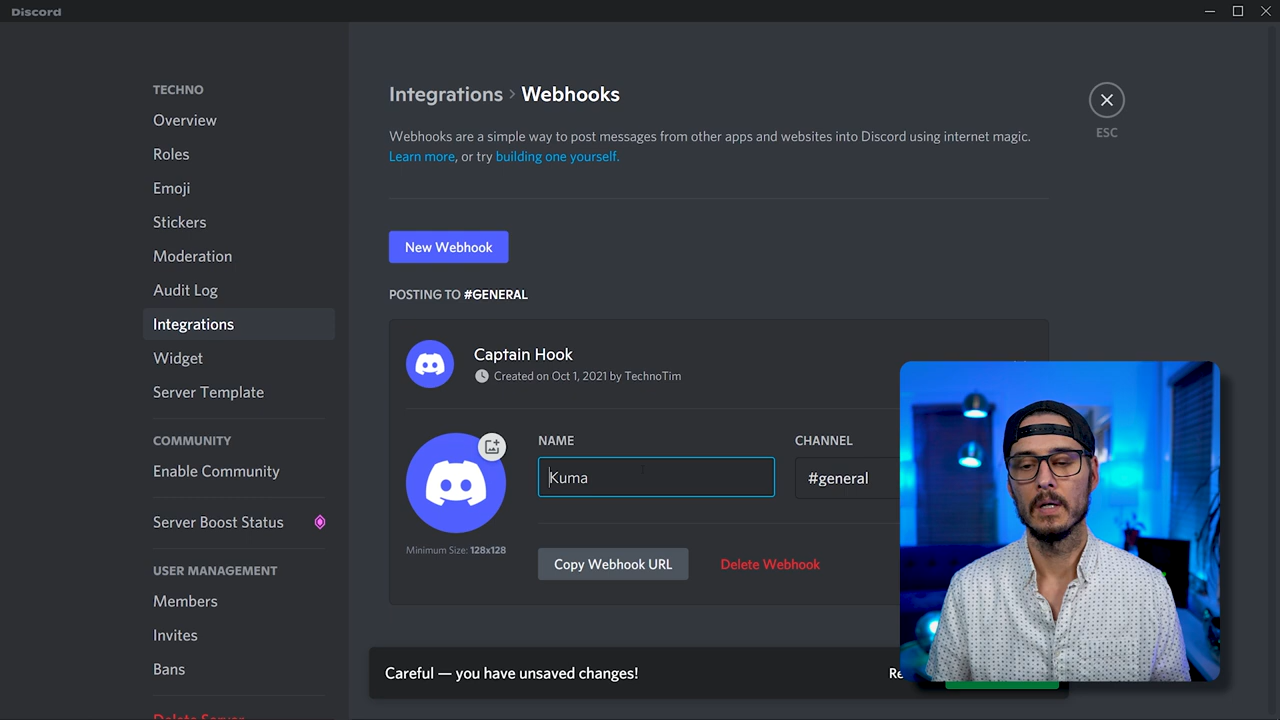 Discord
TECHNO
Overview
Roles
Emoji
Stickers
Moderation
Audit Log
Integrations
Widget
Server Template
COMMUNITY
Enable Community
Server Boost Status
USER MANAGEMENT
Members
Invites
Bans
Delete Server
Integrations › Webhooks
Webhooks are a simple way to post messages from other apps and websites into Discord using internet magic.
Learn more, or try building one yourself.
ESC
New Webhook
POSTING TO #GENERAL
Captain Hook
Created on Oct 1, 2021 by TechnoTim
NAME
CHANNEL
Kuma
#general
Minimum Size: 128x128
Copy Webhook URL
Delete Webhook
Careful — you have unsaved changes!
Re